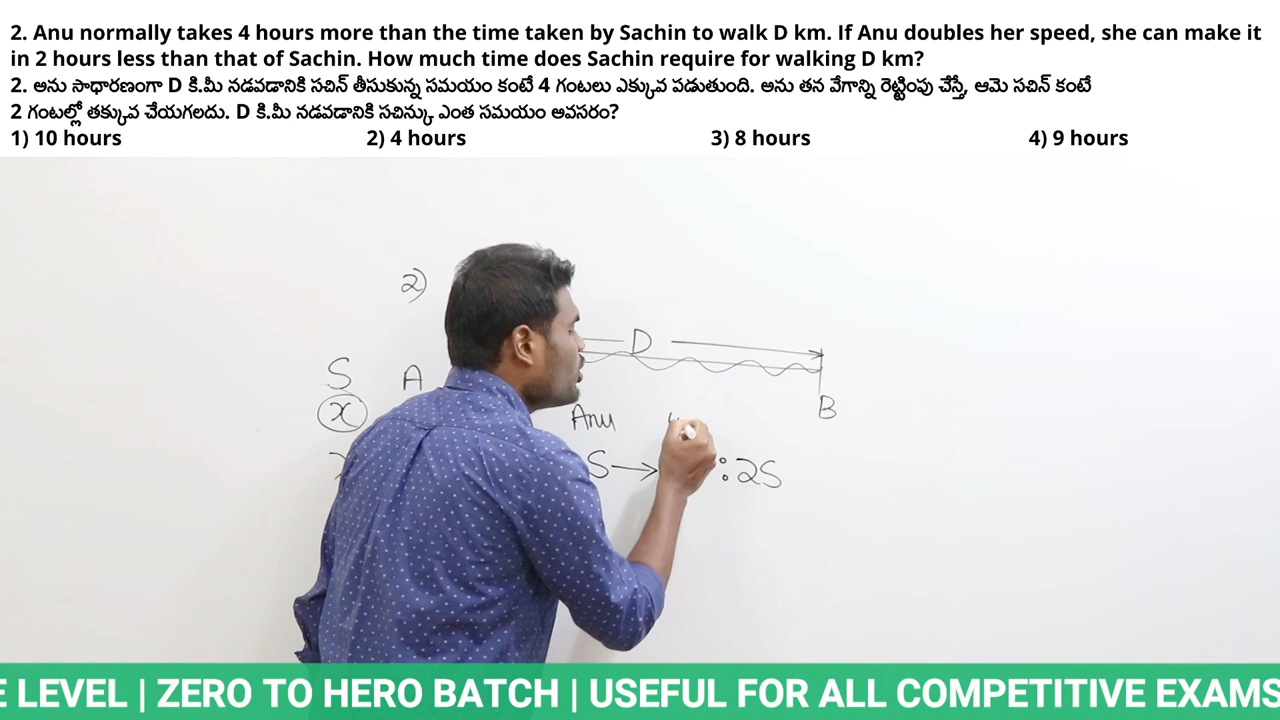 2. Anu normally takes 4 hours more than the time taken by Sachin to walk D km. If Anu doubles her speed, she can make it
in 2 hours less than that of Sachin. How much time does Sachin require for walking D km?
2. అను సాధారణంగా D కి.మీ నడవడానికి సచిన్ తీసుకున్న సమయం కంటే 4 గంటలు ఎక్కువ పడుతుంది. అను తన వేగాన్ని రెట్టింపు చేస్తే, ఆమె సచిన్ కంటే
2 గంటల్లో తక్కువ చేయగలదు. D కి.మీ నడవడానికి సచిన్కు ఎంత సమయం అవసరం?
1) 10 hours 2) 4 hours 3) 8 hours 4) 9 hours
2)
D
S A
x
B
Anu
S→ : 2S
E LEVEL | ZERO TO HERO BATCH | USEFUL FOR ALL COMPETITIVE EXAMS